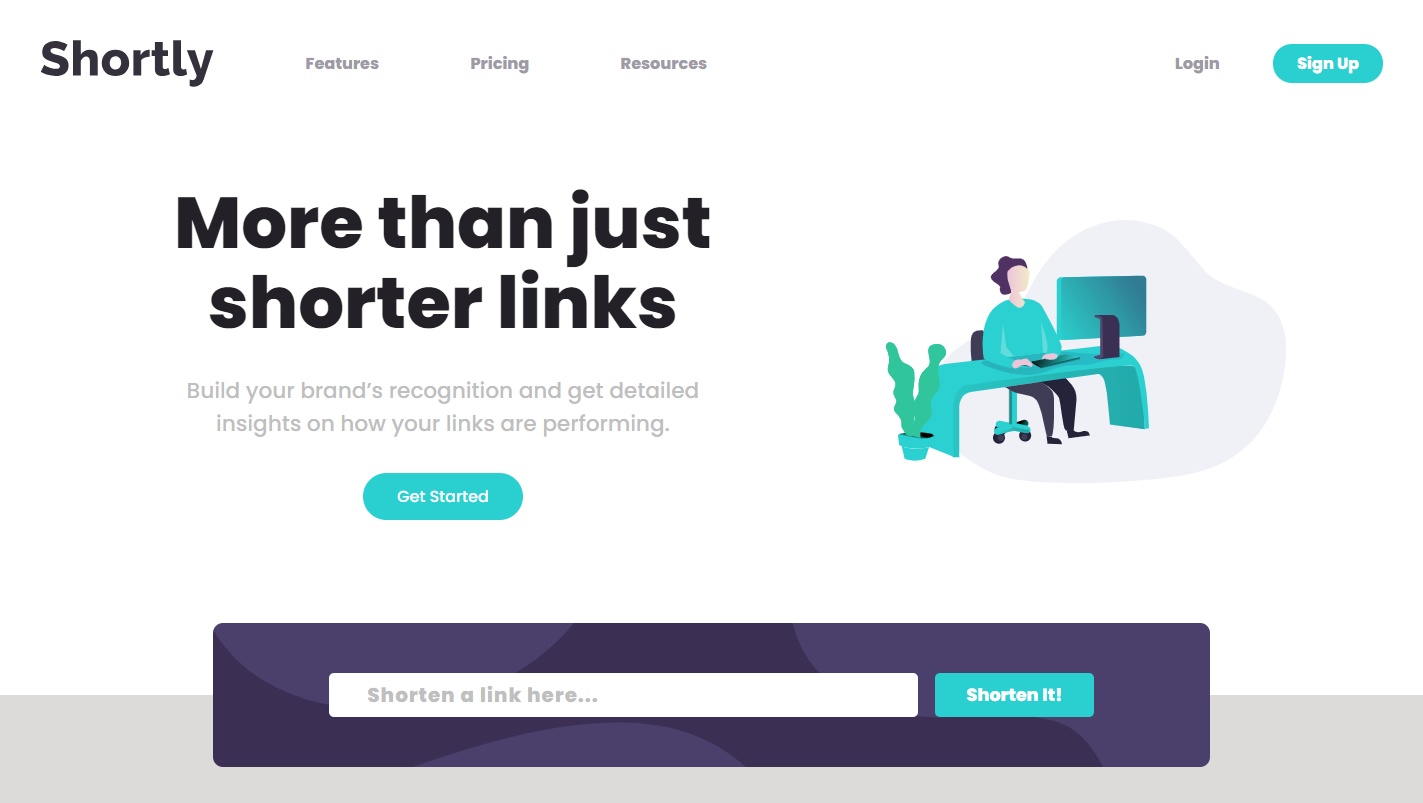 Shortly
Features
Pricing
Resources
Login
Sign Up
More than just
shorter links
Build your brand’s recognition and get detailed
insights on how your links are performing.
Get Started
Shorten a link here...
Shorten It!